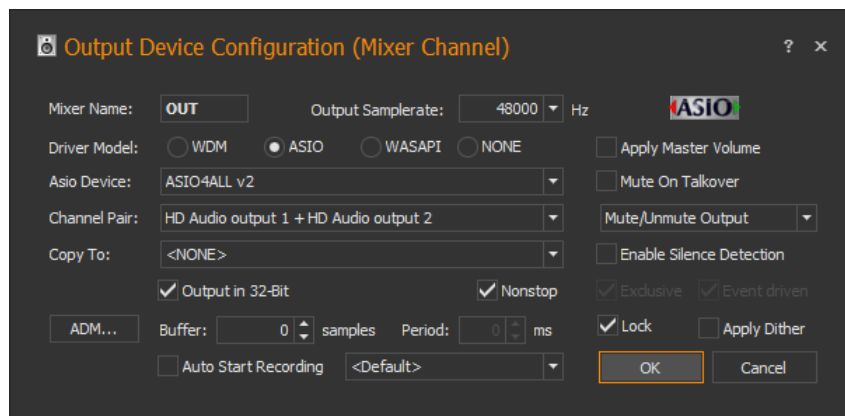 Output Device Configuration (Mixer Channel)
? ×
Mixer Name: OUT Output Samplerate: 48000 Hz ASIO
Driver Model: WDM ASIO WASAPI NONE Apply Master Volume
Asio Device: ASIO4ALL v2 Mute On Talkover
Channel Pair: HD Audio output 1 + HD Audio output 2 Mute/Unmute Output
Copy To: <NONE> Enable Silence Detection
Output in 32-Bit Nonstop Exclusive Event driven
ADM... Buffer: 0 samples Period: 0 ms Lock Apply Dither
Auto Start Recording <Default> OK Cancel